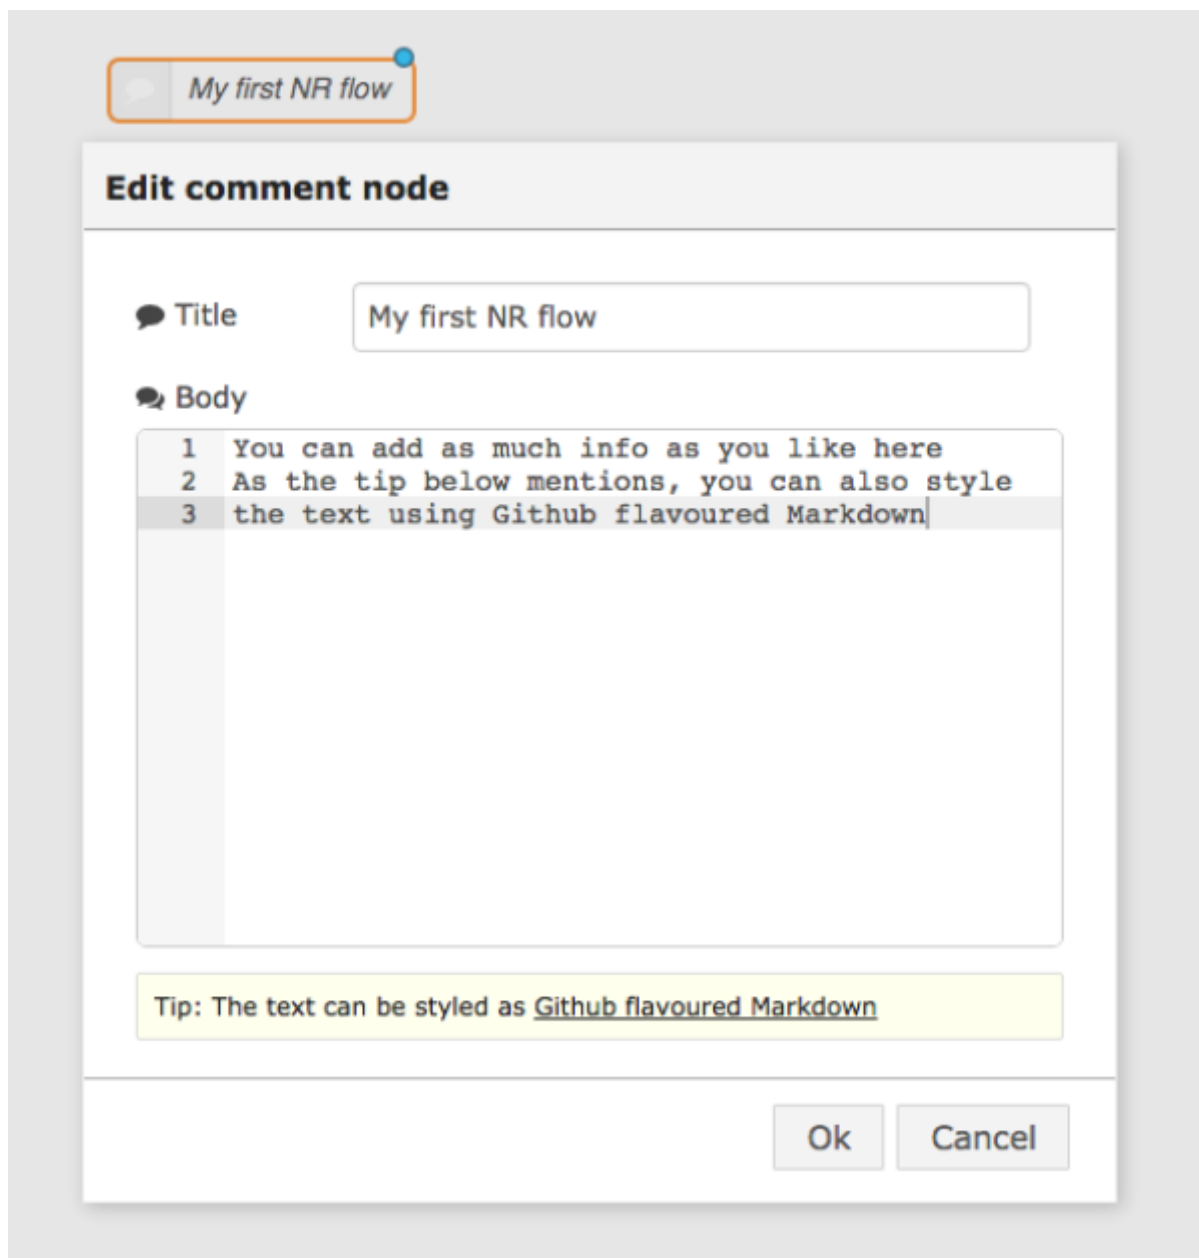 My first NR flow
Edit comment node
Title
My first NR flow
Body
1 You can add as much info as you like here
2 As the tip below mentions, you can also style
3 the text using Github flavoured Markdown
Tip: The text can be styled as Github flavoured Markdown
Ok
Cancel